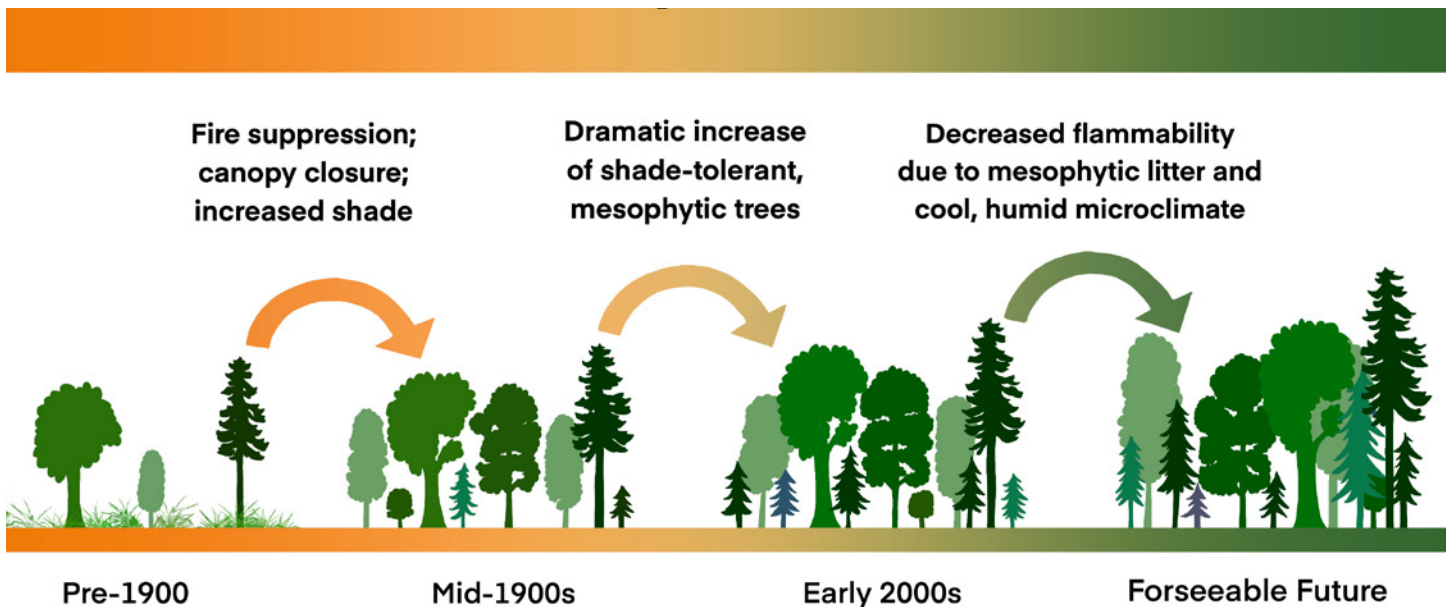 Fire suppression;
canopy closure;
increased shade
Dramatic increase
of shade-tolerant,
mesophytic trees
Decreased flammability
due to mesophytic litter and
cool, humid microclimate
Pre-1900
Mid-1900s
Early 2000s
Forseeable Future